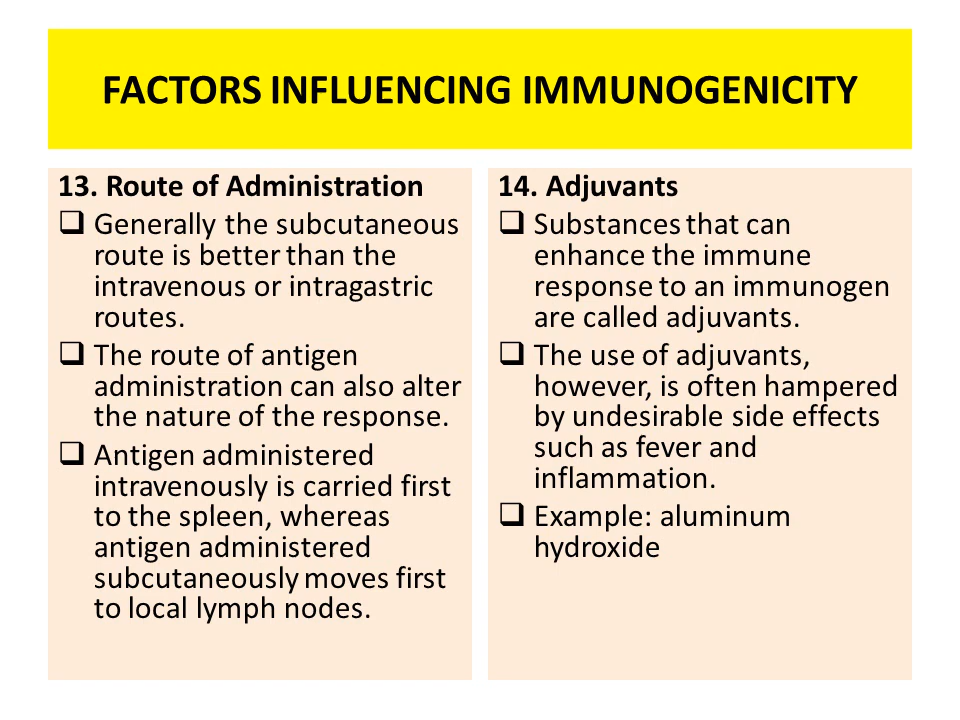 FACTORS INFLUENCING IMMUNOGENICITY
13. Route of Administration
❑ Generally the subcutaneous
route is better than the
intravenous or intragastric
routes.
❑ The route of antigen
administration can also alter
the nature of the response.
❑ Antigen administered
intravenously is carried first
to the spleen, whereas
antigen administered
subcutaneously moves first
to local lymph nodes.
14. Adjuvants
❑ Substances that can
enhance the immune
response to an immunogen
are called adjuvants.
❑ The use of adjuvants,
however, is often hampered
by undesirable side effects
such as fever and
inflammation.
❑ Example: aluminum
hydroxide